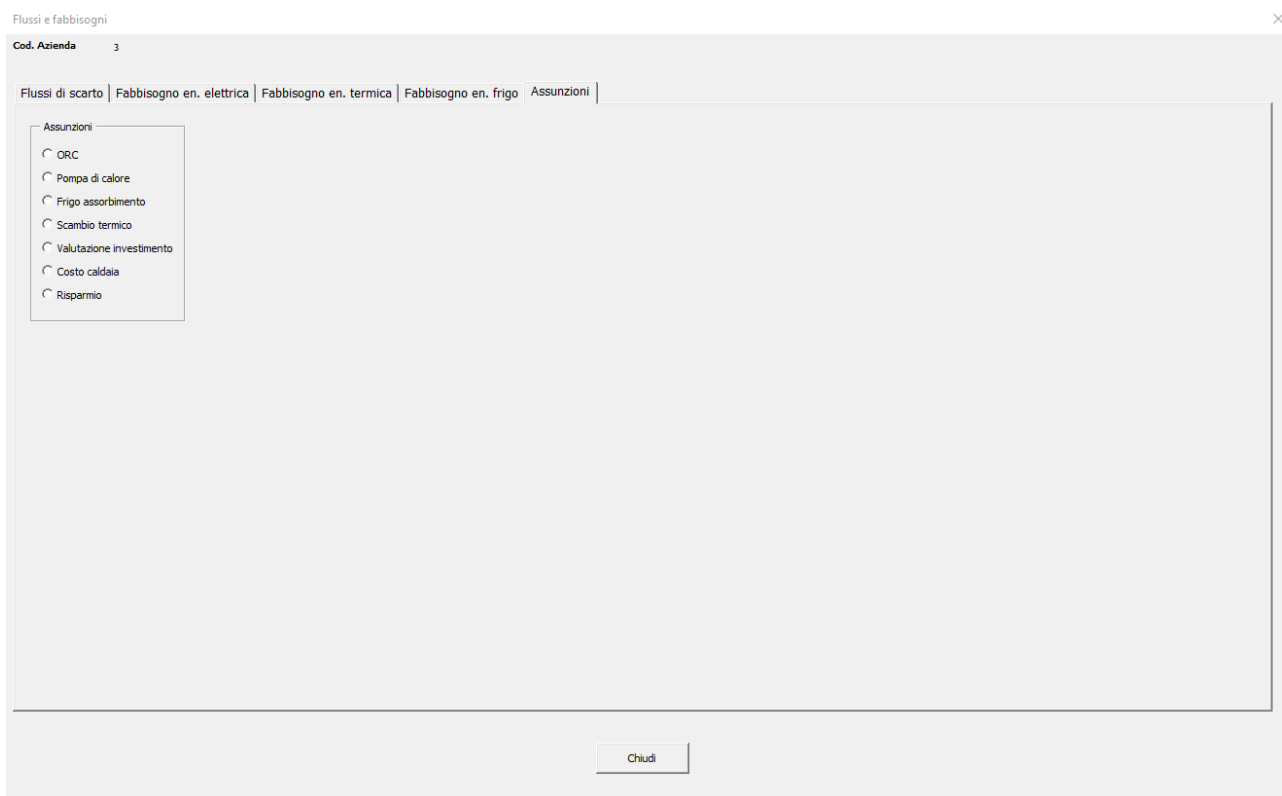 Flussi e fabbisogni
Cod. Azienda 3
Flussi di scarto Fabbisogno en. elettrica Fabbisogno en. termica Fabbisogno en. frigo Assunzioni
Assunzioni
ORC
Pompa di calore
Frigo assorbimento
Scambio termico
Valutazione investimento
Costo caldaia
Risparmio
Chiudi